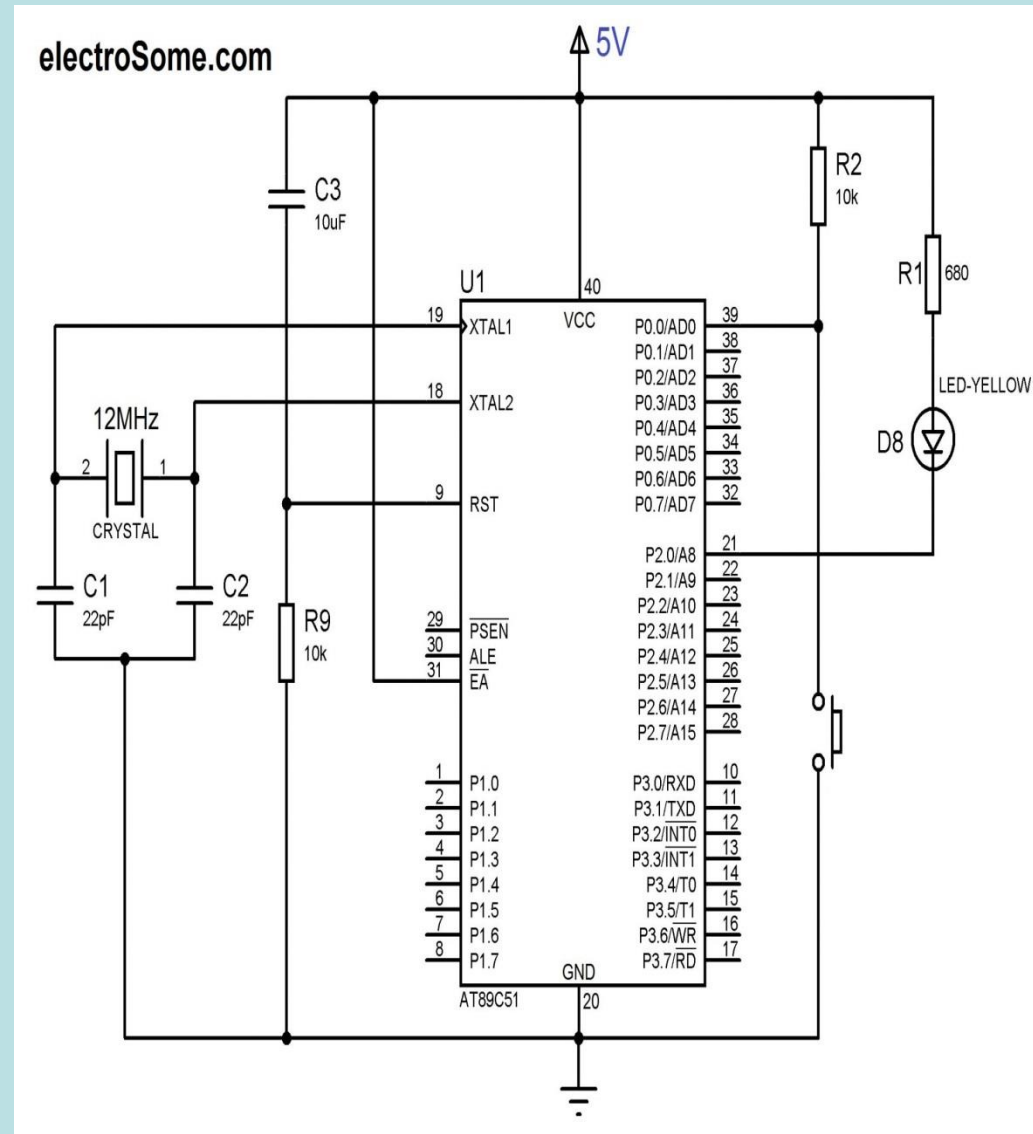 electroSome.com
5V
C3
10uF
R2
10k
R1
680
LED-YELLOW
D8
U1
40
VCC
19
XTAL1
18
XTAL2
12MHz
2
1
CRYSTAL
C1
22pF
C2
22pF
9
RST
R9
10k
29
PSEN
30
ALE
31
EA
1
P1.0
2
P1.1
3
P1.2
4
P1.3
5
P1.4
6
P1.5
7
P1.6
8
P1.7
P0.0/AD0
39
P0.1/AD1
38
P0.2/AD2
37
P0.3/AD3
36
P0.4/AD4
35
P0.5/AD5
34
P0.6/AD6
33
P0.7/AD7
32
P2.0/A8
21
P2.1/A9
22
P2.2/A10
23
P2.3/A11
24
P2.4/A12
25
P2.5/A13
26
P2.6/A14
27
P2.7/A15
28
P3.0/RXD
10
P3.1/TXD
11
P3.2/INT0
12
P3.3/INT1
13
P3.4/T0
14
P3.5/T1
15
P3.6/WR
16
P3.7/RD
17
GND
20
AT89C51